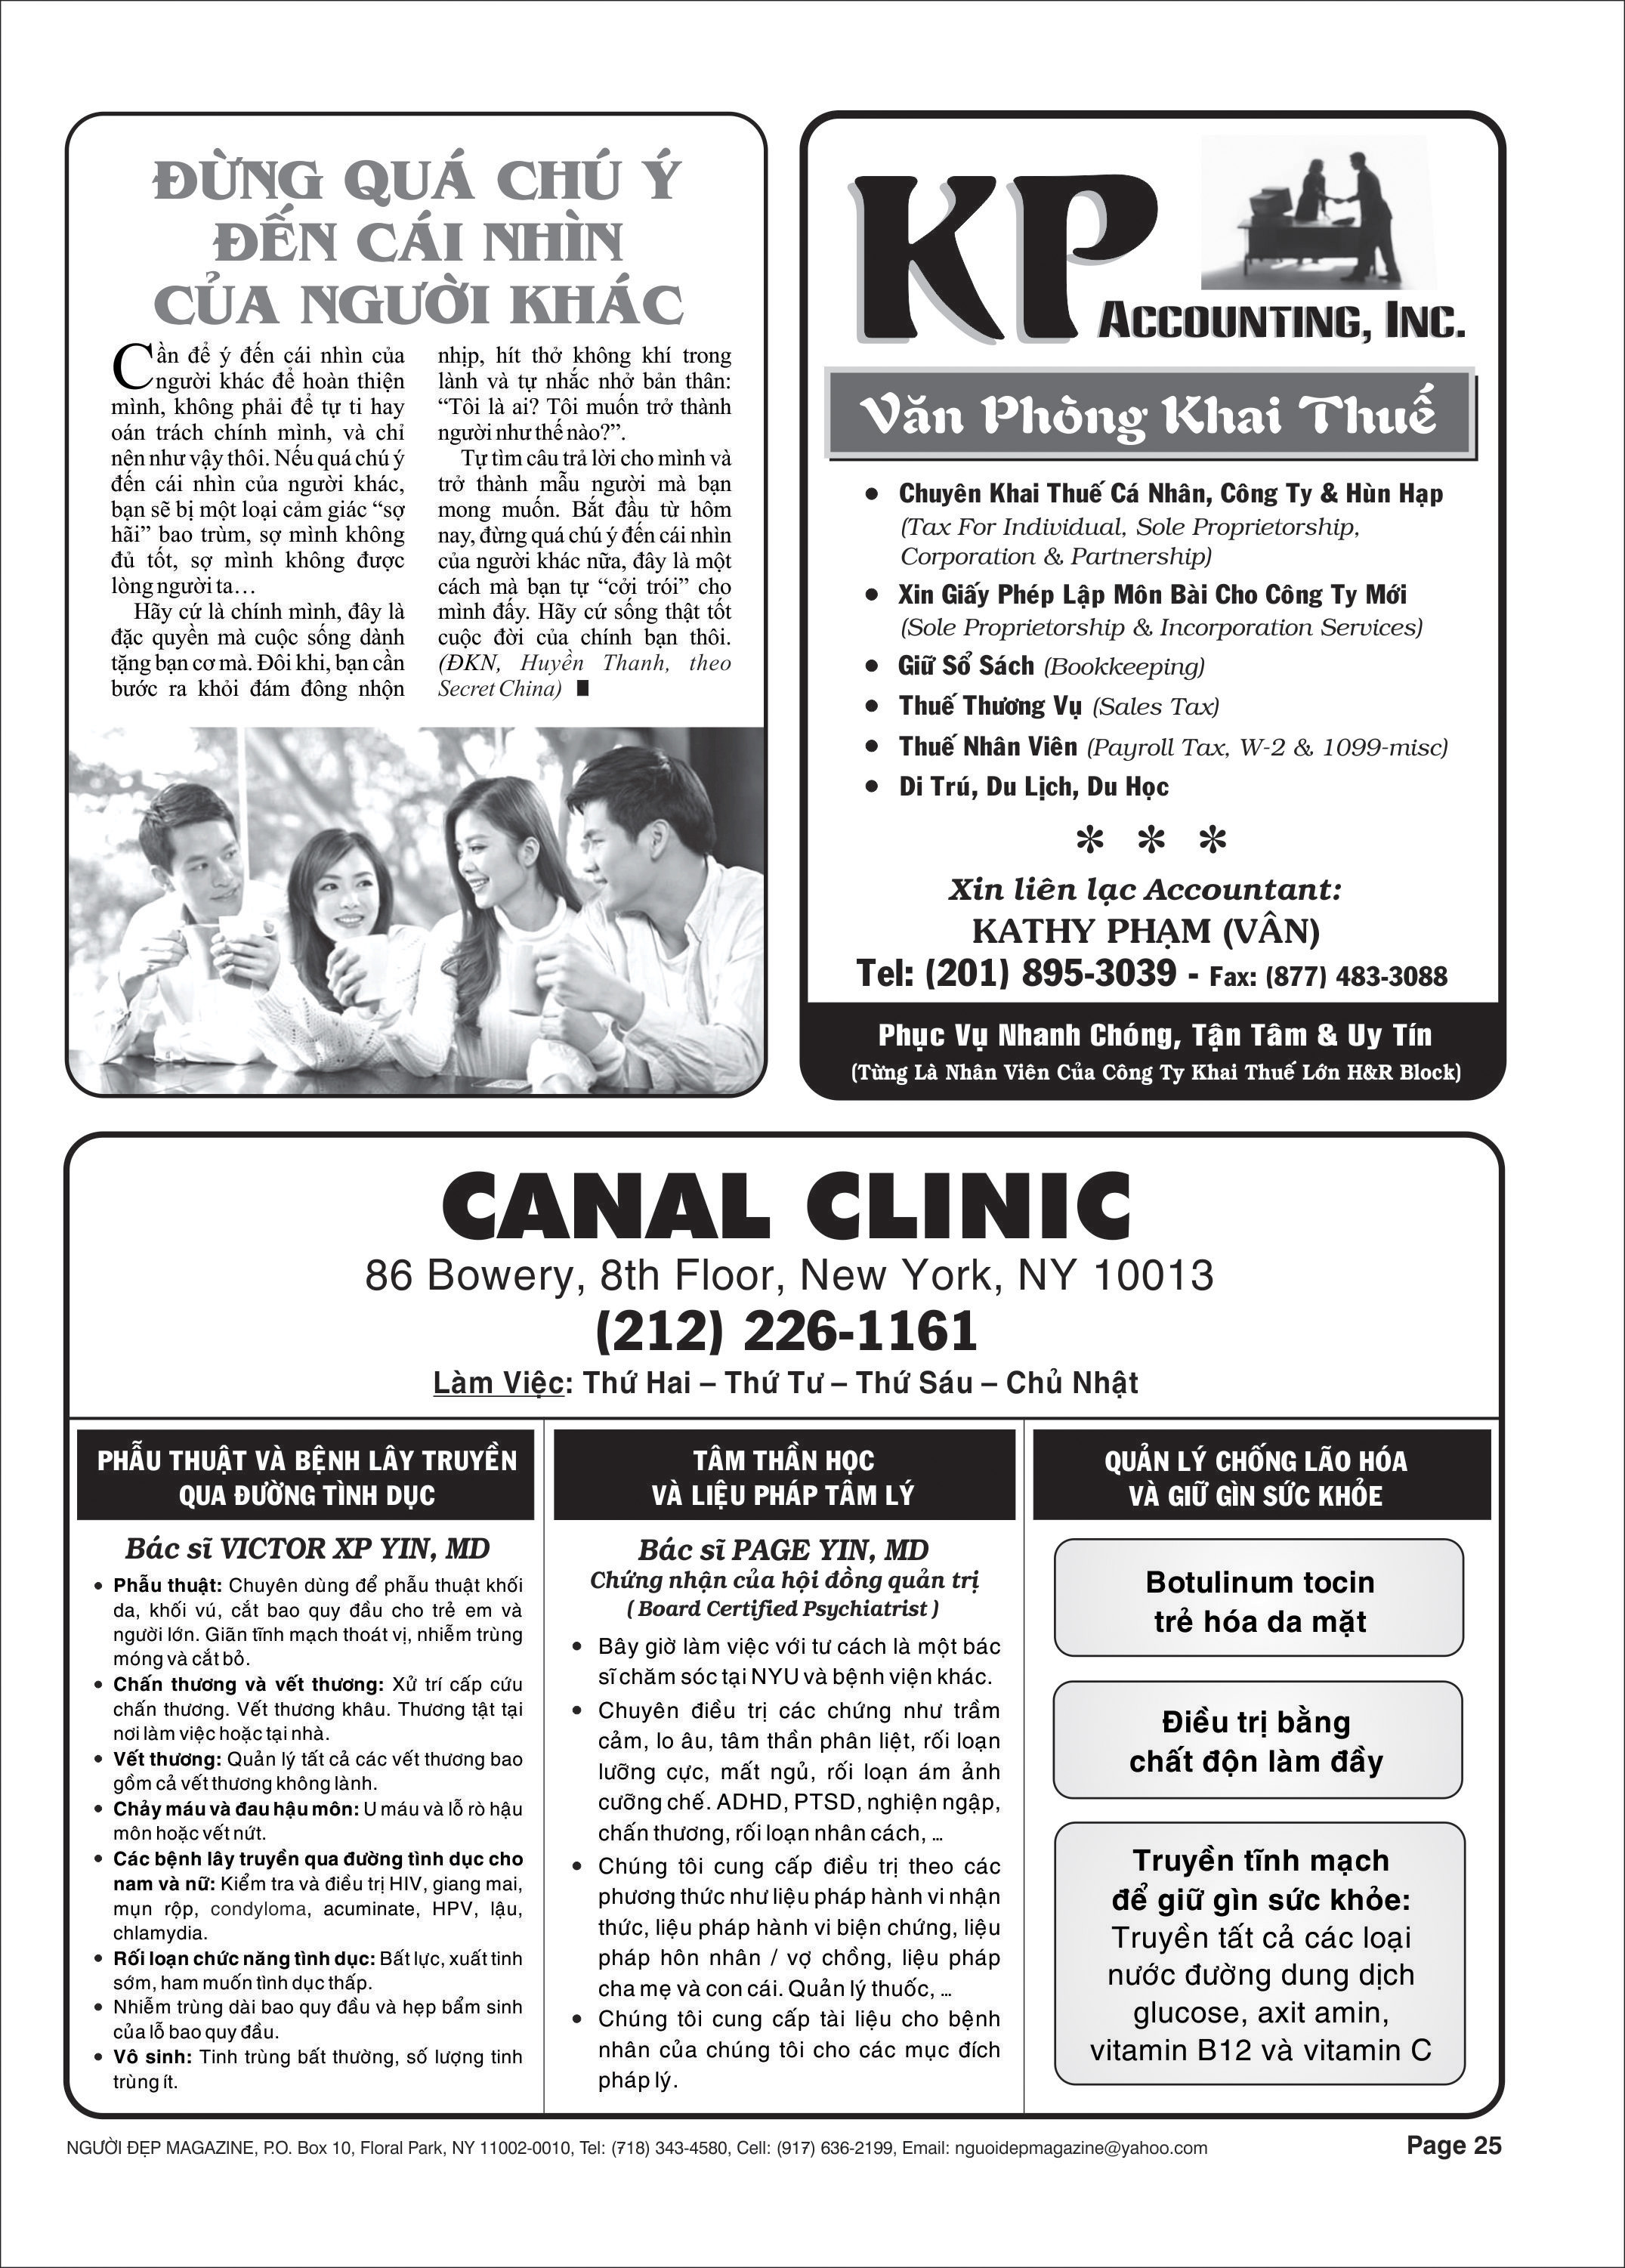 ĐỪNG QUÁ CHÚ Ý
ĐẾN CÁI NHÌN
CỦA NGƯỜI KHÁC
Cần để ý đến cái nhìn của
người khác để hoàn thiện
mình, không phải để tự ti hay
oán trách chính mình, và chỉ
nên như vậy thôi. Nếu quá chú ý
đến cái nhìn của người khác,
bạn sẽ bị một loại cảm giác “sợ
hãi” bao trùm, sợ mình không
đủ tốt, sợ mình không được
lòng người ta…
Hãy cứ là chính mình, đây là
đặc quyền mà cuộc sống dành
tặng bạn cơ mà. Đôi khi, bạn cần
bước ra khỏi đám đông nhộn
nhịp, hít thở không khí trong
lành và tự nhắc nhở bản thân:
“Tôi là ai? Tôi muốn trở thành
người như thế nào?”.
Tự tìm câu trả lời cho mình và
trở thành mẫu người mà bạn
mong muốn. Bắt đầu từ hôm
nay, đừng quá chú ý đến cái nhìn
của người khác nữa, đây là một
cách mà bạn tự “cởi trói” cho
mình đấy. Hãy cứ sống thật tốt
cuộc đời của chính bạn thôi.
(ĐKN, Huyền Thanh, theo
Secret China)
KP
ACCOUNTING, INC.
Văn Phòng Khai Thuế
• Chuyên Khai Thuế Cá Nhân, Công Ty & Hùn Hạp
(Tax For Individual, Sole Proprietorship,
Corporation & Partnership)
• Xin Giấy Phép Lập Môn Bài Cho Công Ty Mới
(Sole Proprietorship & Incorporation Services)
• Giữ Sổ Sách (Bookkeeping)
• Thuế Thương Vụ (Sales Tax)
• Thuế Nhân Viên (Payroll Tax, W-2 & 1099-misc)
• Di Trú, Du Lịch, Du Học
* * *
Xin liên lạc Accountant:
KATHY PHẠM (VÂN)
Tel: (201) 895-3039 - Fax: (877) 483-3088
Phục Vụ Nhanh Chóng, Tận Tâm & Uy Tín
(Từng Là Nhân Viên Của Công Ty Khai Thuế Lớn H&R Block)
CANAL CLINIC
86 Bowery, 8th Floor, New York, NY 10013
(212) 226-1161
Làm Việc: Thứ Hai – Thứ Tư – Thứ Sáu – Chủ Nhật
PHẪU THUẬT VÀ BỆNH LÂY TRUYỀN
QUA ĐƯỜNG TÌNH DỤC
Bác sĩ VICTOR XP YIN, MD
• Phẫu thuật: Chuyên dùng để phẫu thuật khối
da, khối vú, cắt bao quy đầu cho trẻ em và
người lớn. Giãn tĩnh mạch thoát vị, nhiễm trùng
móng và cắt bỏ.
• Chấn thương và vết thương: Xử trí cấp cứu
chấn thương. Vết thương khâu. Thương tật tại
nơi làm việc hoặc tại nhà.
• Vết thương: Quản lý tất cả các vết thương bao
gồm cả vết thương không lành.
• Chảy máu và đau hậu môn: U máu và lỗ rò hậu
môn hoặc vết nứt.
• Các bệnh lây truyền qua đường tình dục cho
nam và nữ: Kiểm tra và điều trị HIV, giang mai,
mụn rộp, condyloma, acuminate, HPV, lậu,
chlamydia.
• Rối loạn chức năng tình dục: Bất lực, xuất tinh
sớm, ham muốn tình dục thấp.
• Nhiễm trùng dài bao quy đầu và hẹp bẩm sinh
của lỗ bao quy đầu.
• Vô sinh: Tinh trùng bất thường, số lượng tinh
trùng ít.
TÂM THẦN HỌC
VÀ LIỆU PHÁP TÂM LÝ
Bác sĩ PAGE YIN, MD
Chứng nhận của hội đồng quản trị
( Board Certified Psychiatrist )
• Bây giờ làm việc với tư cách là một bác
sĩ chăm sóc tại NYU và bệnh viện khác.
• Chuyên điều trị các chứng như trầm
cảm, lo âu, tâm thần phân liệt, rối loạn
lưỡng cực, mất ngủ, rối loạn ám ảnh
cưỡng chế. ADHD, PTSD, nghiện ngập,
chấn thương, rối loạn nhân cách, ...
• Chúng tôi cung cấp điều trị theo các
phương thức như liệu pháp hành vi nhận
thức, liệu pháp hành vi biện chứng, liệu
pháp hôn nhân / vợ chồng, liệu pháp
cha mẹ và con cái. Quản lý thuốc, ...
• Chúng tôi cung cấp tài liệu cho bệnh
nhân của chúng tôi cho các mục đích
pháp lý.
QUẢN LÝ CHỐNG LÃO HÓA
VÀ GIỮ GÌN SỨC KHỎE
Botulinum tocin
trẻ hóa da mặt
Điều trị bằng
chất độn làm đầy
Truyền tĩnh mạch
để giữ gìn sức khỏe:
Truyền tất cả các loại
nước đường dung dịch
glucose, axit amin,
vitamin B12 và vitamin C
NGƯỜI ĐẸP MAGAZINE, P.O. Box 10, Floral Park, NY 11002-0010, Tel: (718) 343-4580, Cell: (917) 636-2199, Email: nguoidepmagazine@yahoo.com
Page 25